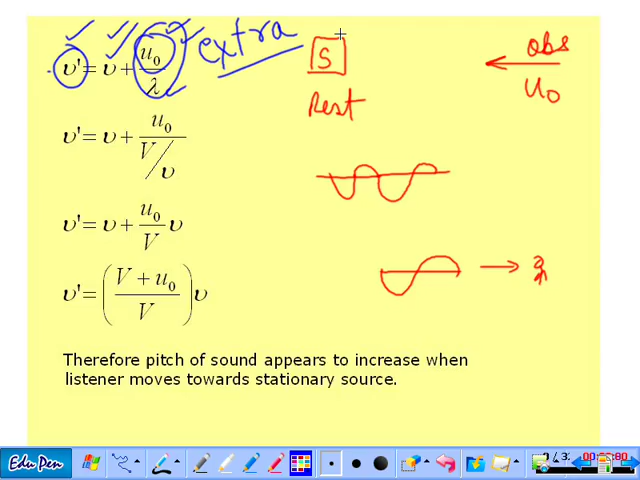 υ' = υ + u₀/λ extra
S
obs
u₀
Rest
υ' = υ + u₀/(V/υ)
υ' = υ + (u₀/V) υ
υ' = ((V + u₀)/V) υ
Therefore pitch of sound appears to increase when
listener moves towards stationary source.
Edu Pen